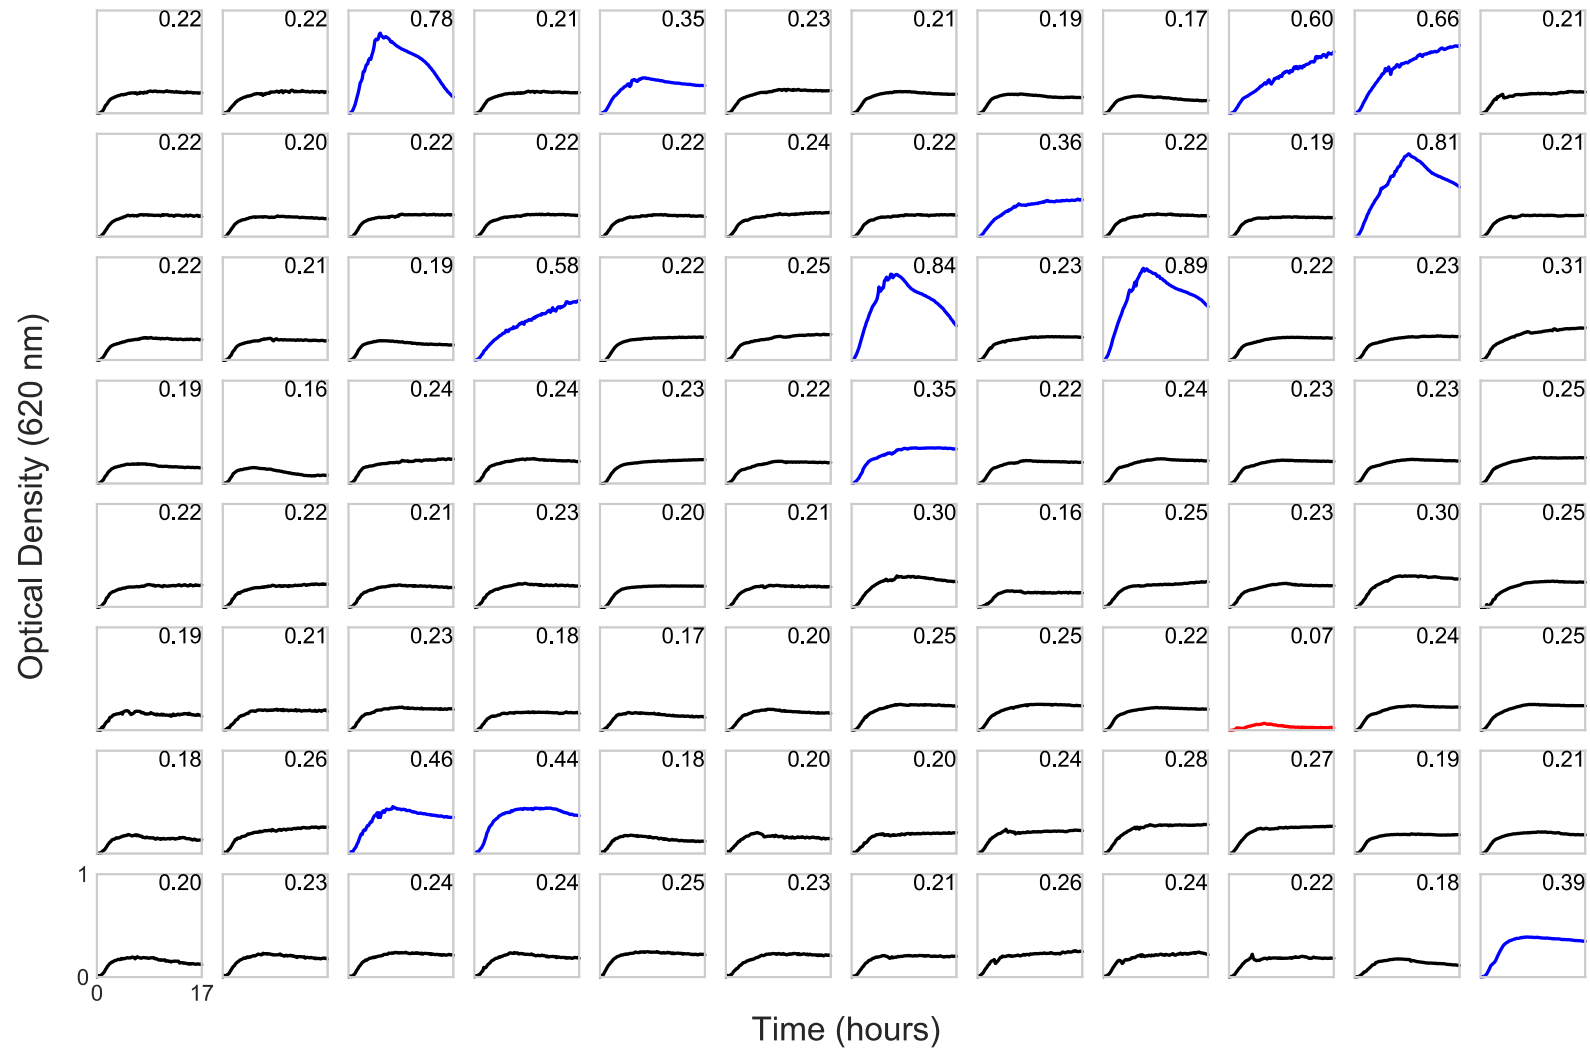 0.22 0.22 0.78 0.21 0.35 0.23 0.21 0.19 0.17 0.60 0.66 0.21
0.22 0.20 0.22 0.22 0.22 0.24 0.22 0.36 0.22 0.19 0.81 0.21
0.22 0.21 0.19 0.58 0.22 0.25 0.84 0.23 0.89 0.22 0.23 0.31
0.19 0.16 0.24 0.24 0.23 0.22 0.35 0.22 0.24 0.23 0.23 0.25
0.22 0.22 0.21 0.23 0.20 0.21 0.30 0.16 0.25 0.23 0.30 0.25
0.19 0.21 0.23 0.18 0.17 0.20 0.25 0.25 0.22 0.07 0.24 0.25
0.18 0.26 0.46 0.44 0.18 0.20 0.20 0.24 0.28 0.27 0.19 0.21
0.20 0.23 0.24 0.24 0.25 0.23 0.21 0.26 0.24 0.22 0.18 0.39
Optical Density (620 nm)
1
0
0 17
Time (hours)